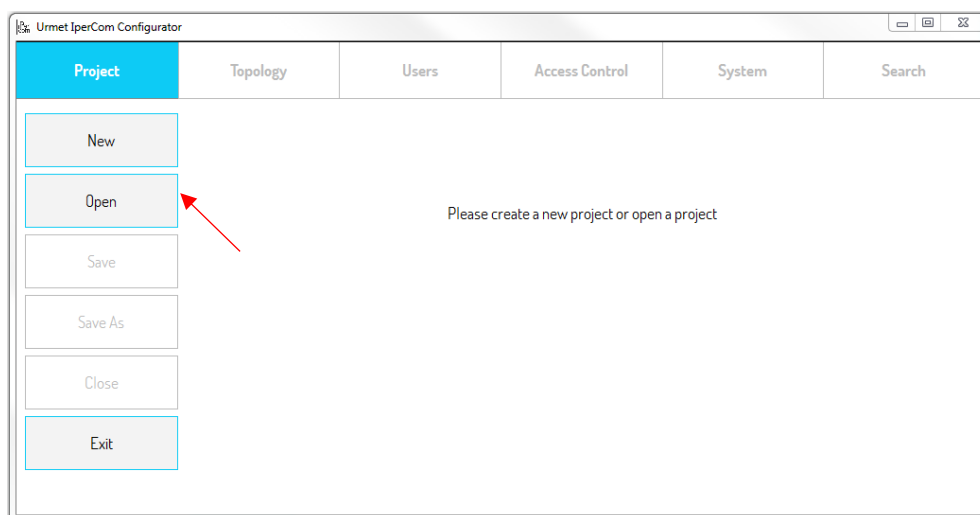 Urmet IperCom Configurator
Project Topology Users Access Control System Search
New
Open
Please create a new project or open a project
Save
Save As
Close
Exit